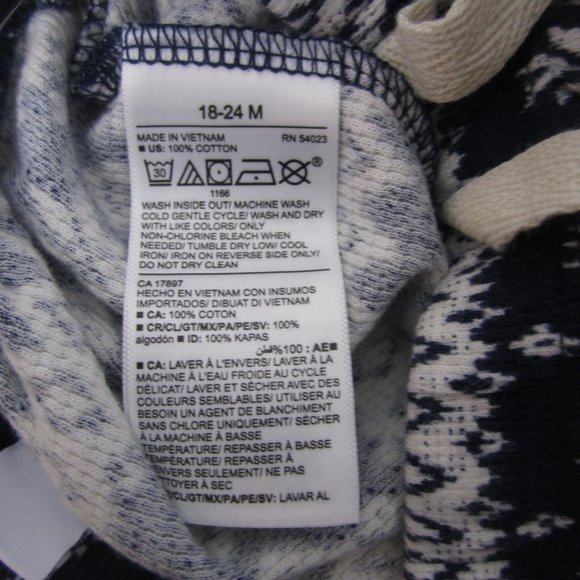 18-24 M
MADE IN VIETNAM RN 54023
■ US: 100% COTTON
30
®
1166
WASH INSIDE OUT/ MACHINE WASH
COLD GENTLE CYCLE/ WASH AND DRY
WITH LIKE COLORS/ ONLY
NON-CHLORINE BLEACH WHEN
NEEDED/ TUMBLE DRY LOW/ COOL
IRON/ IRON ON REVERSE SIDE ONLY/
DO NOT DRY CLEAN
CA 17897
HECHO EN VIETNAM CON INSUMOS
IMPORTADOS/ DIBUAT DI VIETNAM
■ CA: 100% COTON
■ CR/CL/GT/MX/PA/PE/SV: 100%
algodón ■ ID: 100% KAPAS
■ AE: 100% قطن
■ CA: LAVER À L'ENVERS/ LAVER À LA
MACHINE À L'EAU FROIDE AU CYCLE
DÉLICAT/ LAVER ET SÉCHER AVEC DES
COULEURS SEMBLABLES/ UTILISER AU
BESOIN UN AGENT DE BLANCHIMENT
SANS CHLORE UNIQUEMENT/ SÉCHER
À LA MACHINE À BASSE
TEMPÉRATURE/ REPASSER À BASSE
TEMPÉRATURE/ REPASSER À
L'ENVERS SEULEMENT/ NE PAS
NETTOYER À SEC
CR/CL/GT/MX/PA/PE/SV: LAVAR AL